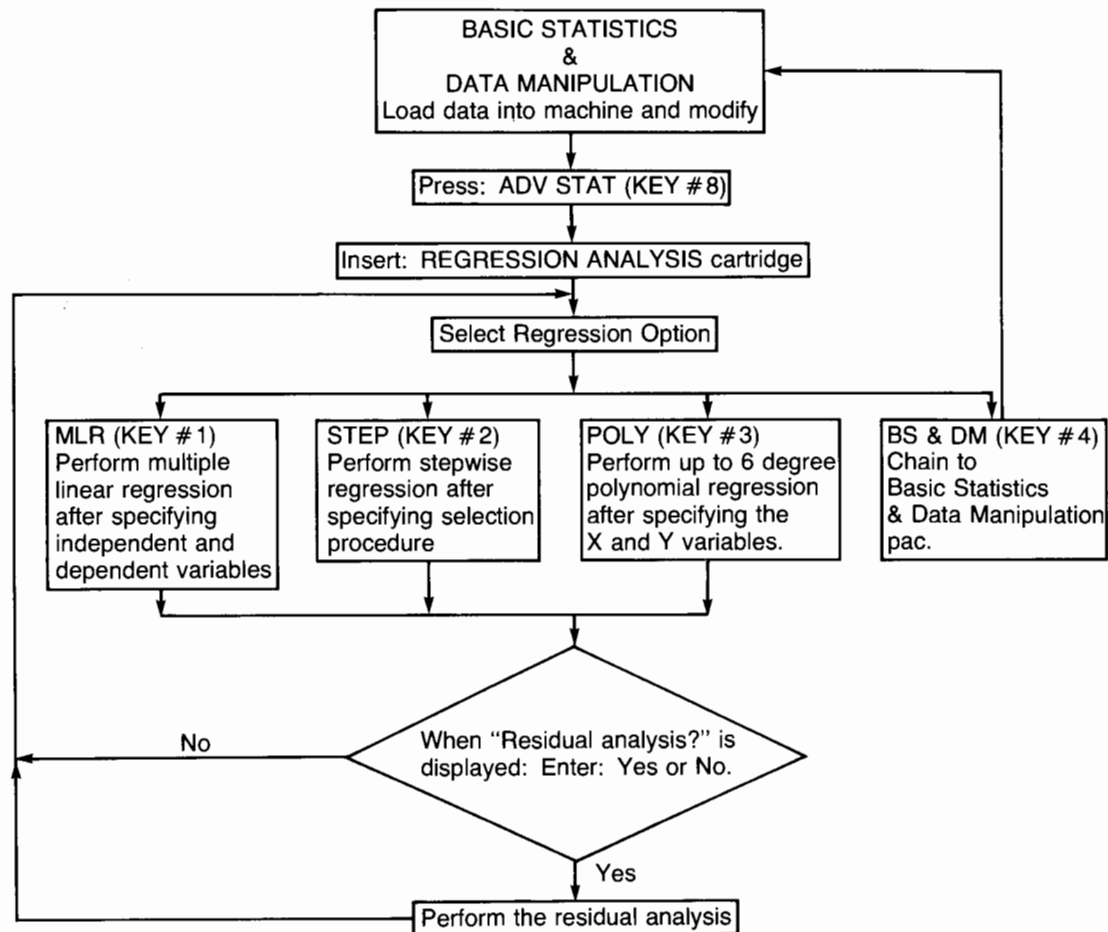 BASIC STATISTICS
&
DATA MANIPULATION
Load data into machine and modify
Press: ADV STAT (KEY #8)
Insert: REGRESSION ANALYSIS cartridge
Select Regression Option
MLR (KEY #1)
Perform multiple
linear regression
after specifying
independent and
dependent variables
STEP (KEY #2)
Perform stepwise
regression after
specifying selection
procedure
POLY (KEY #3)
Perform up to 6 degree
polynomial regression
after specifying the
X and Y variables.
BS & DM (KEY #4)
Chain to
Basic Statistics
& Data Manipulation
pac.
When “Residual analysis?” is
displayed: Enter: Yes or No.
No
Yes
Perform the residual analysis